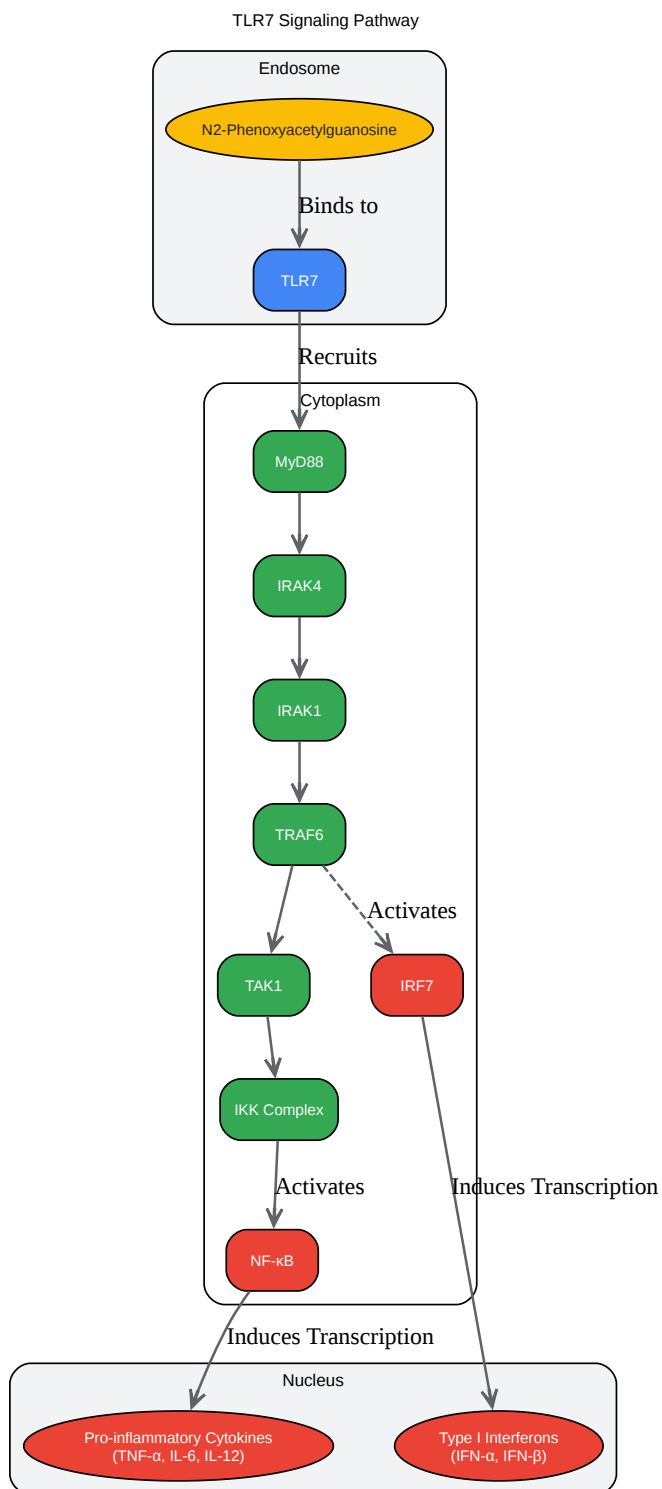 TLR7 Signaling Pathway
Endosome
N2-Phenoxyacetylguanosine
Binds to
TLR7
Recruits
Cytoplasm
MyD88
IRAK4
IRAK1
TRAF6
Activates
TAK1
IRF7
IKK Complex
Activates
Induces Transcription
NF-κB
Induces Transcription
Nucleus
Pro-inflammatory Cytokines
(TNF-α, IL-6, IL-12)
Type I Interferons
(IFN-α, IFN-β)